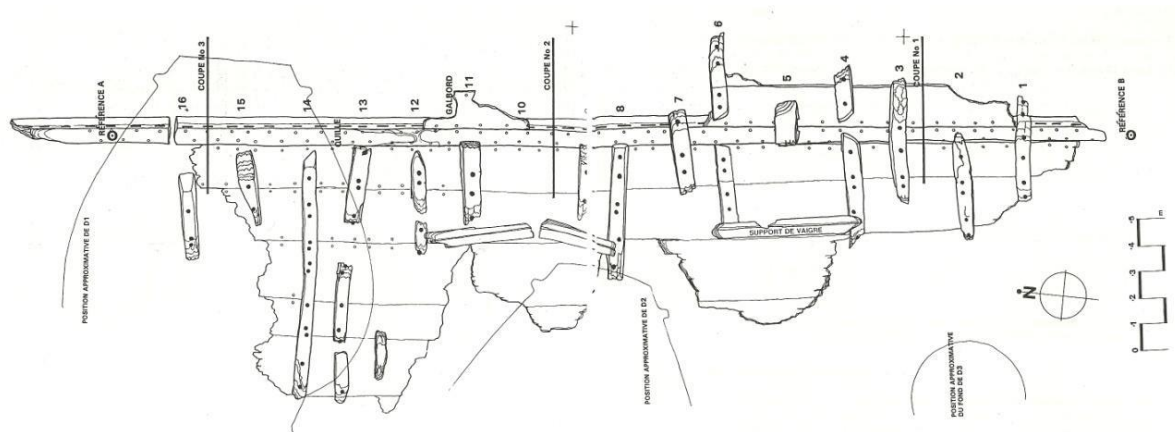 COUPE No 3
COUPE No 2
COUPE No 1
16
15
14
13
12
11
10
8
7
6
5
4
3
2
1
RÉFÉRENCE A
QUILLE
GALBORD
RÉFÉRENCE B
SUPPORT DE VAIGRE
POSITION APPROXIMATIVE DE D1
POSITION APPROXIMATIVE DE D2
POSITION APPROXIMATIVE
DU FOND DE D3
N
E
5
4
3
2
1
0